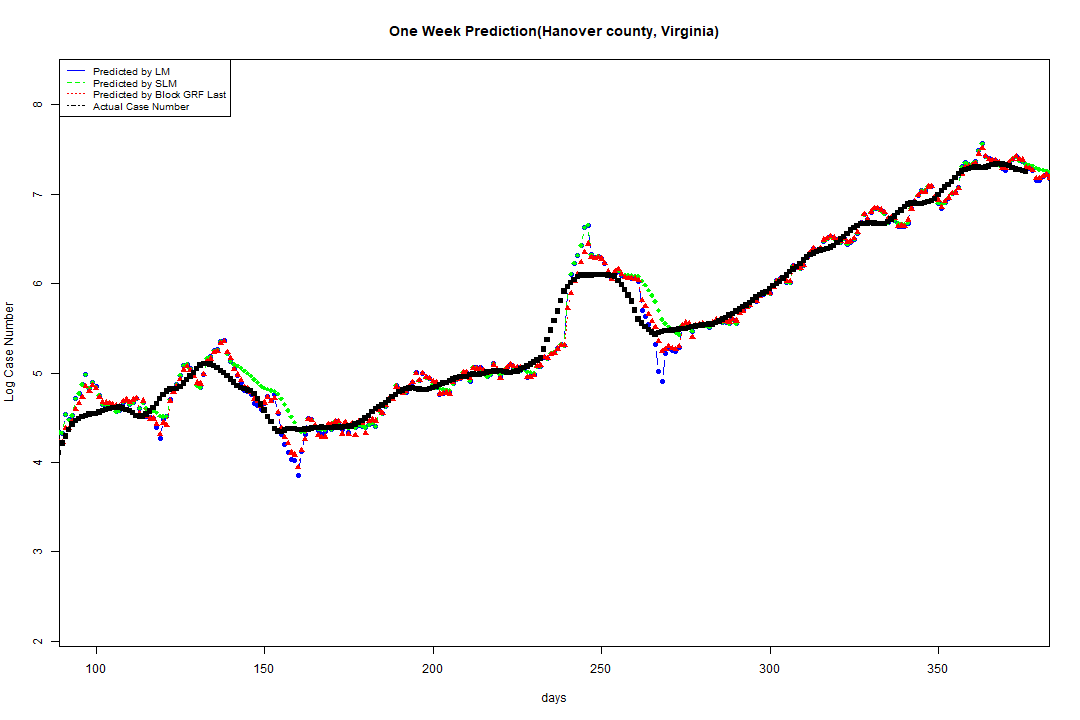 One Week Prediction(Hanover county, Virginia)
Predicted by LM
Predicted by SLM
Predicted by Block GRF Last
Actual Case Number
8
7
6
5
4
3
2
Log Case Number
100 150 200 250 300 350
days